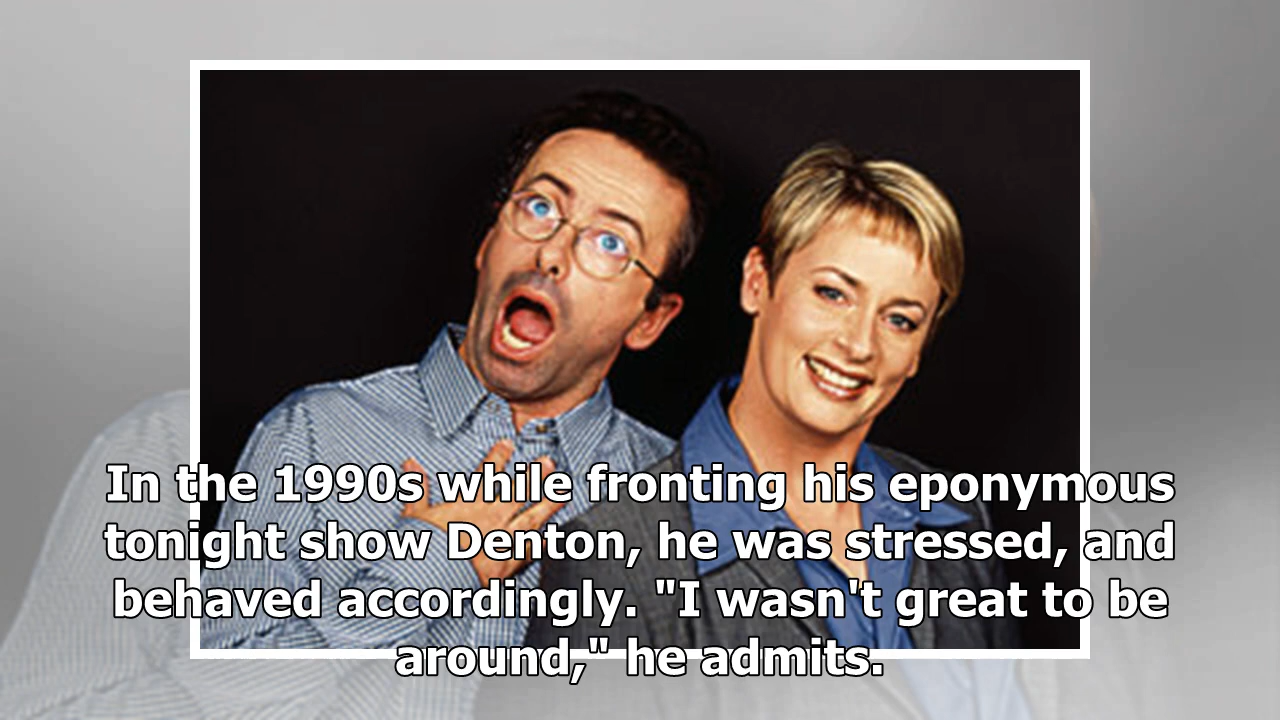 In the 1990s while fronting his eponymous
tonight show Denton, he was stressed, and
behaved accordingly. "I wasn't great to be
around," he admits.